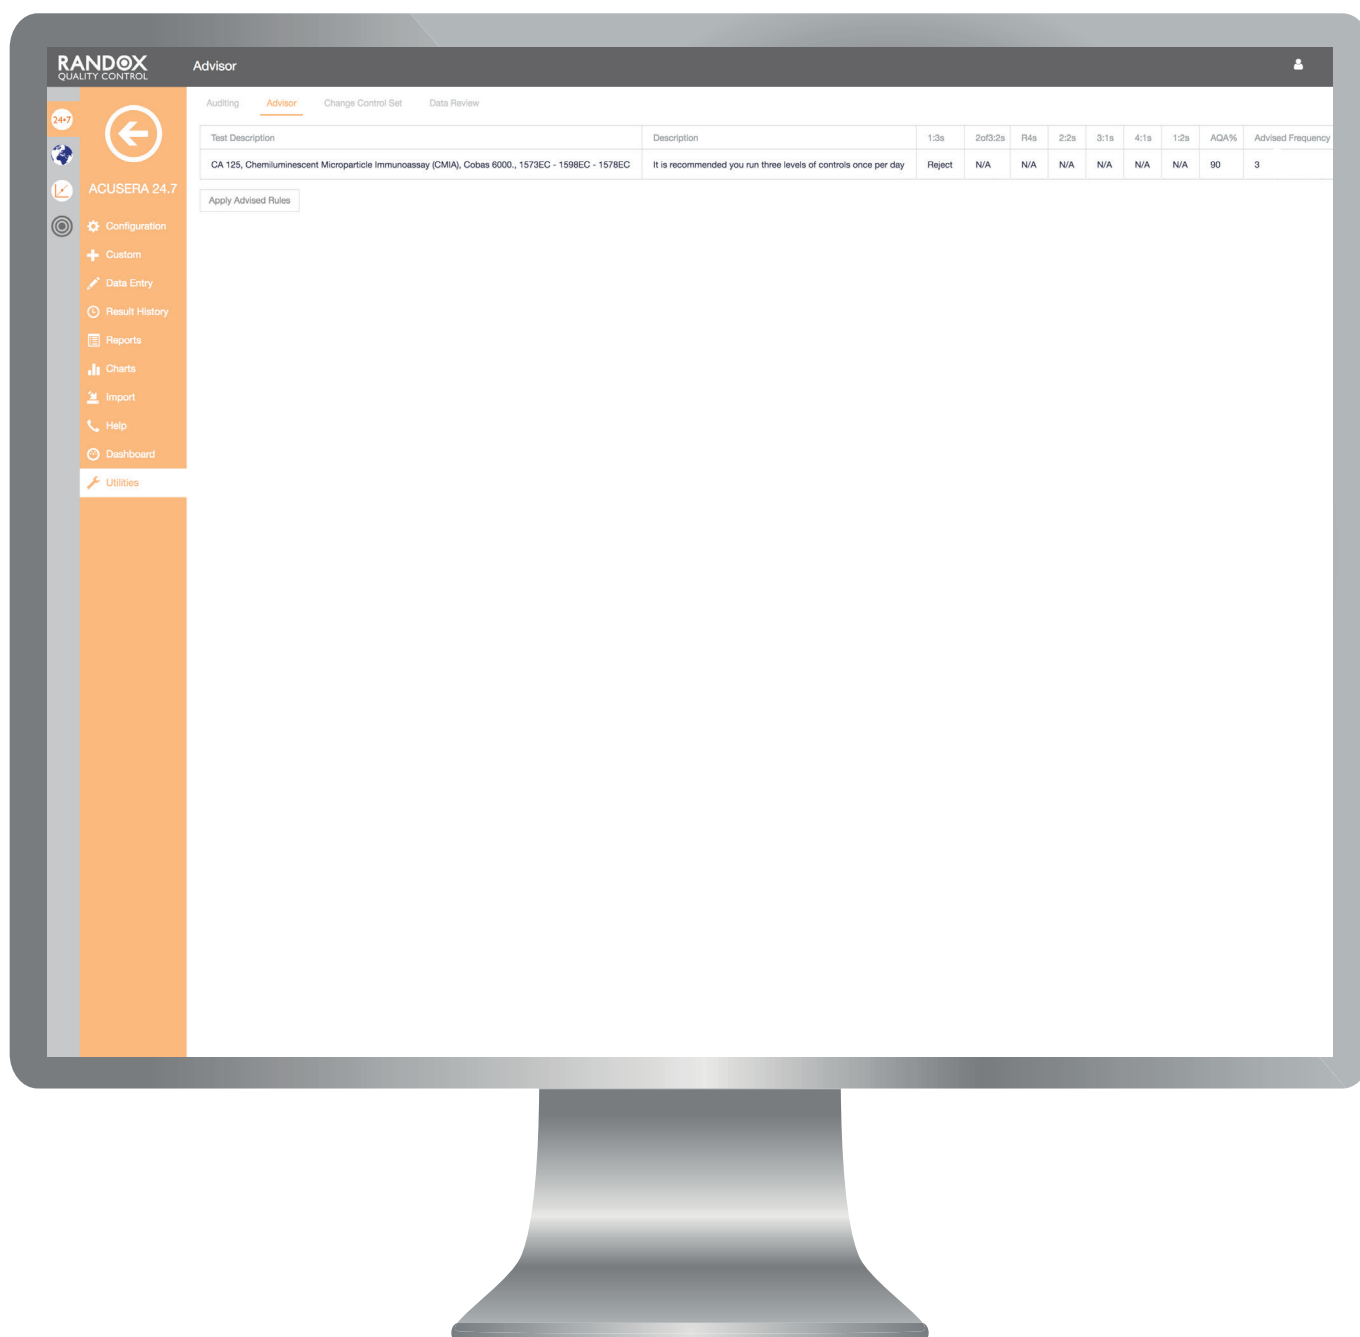 RANDOX
QUALITY CONTROL
Advisor
24•7
ACUSERA 24.7
Configuration
Custom
Data Entry
Result History
Reports
Charts
Import
Help
Dashboard
Utilities
Auditing Advisor Change Control Set Data Review
Test Description Description 1:3s 2of3:2s R4s 2:2s 3:1s 4:1s 1:2s AQA% Advised Frequency
CA 125, Chemiluminescent Microparticle Immunoassay (CMIA), Cobas 6000., 1573EC - 1598EC - 1578EC It is recommended you run three levels of controls once per day Reject N/A N/A N/A N/A N/A N/A 90 3
Apply Advised Rules